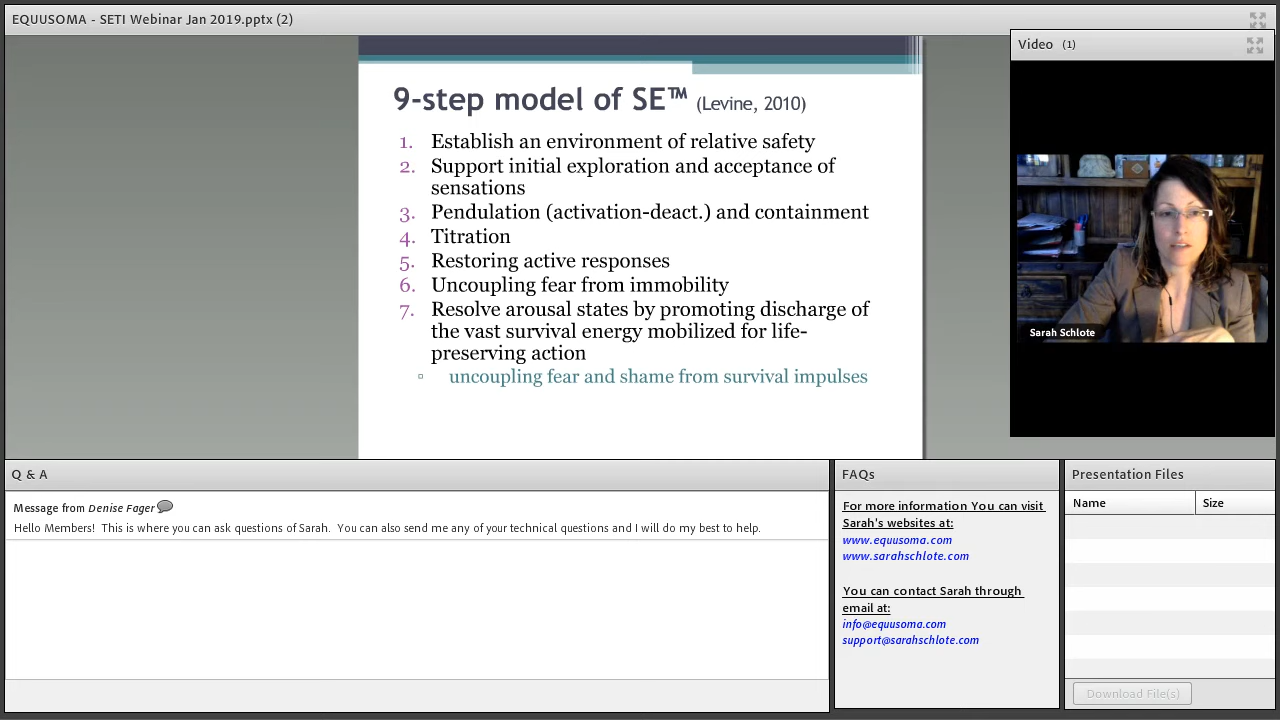 EQUUSOMA - SETI Webinar Jan 2019.pptx (2)
Video (1)
9-step model of SE™ (Levine, 2010)
1. Establish an environment of relative safety
2. Support initial exploration and acceptance of
sensations
3. Pendulation (activation-deact.) and containment
4. Titration
5. Restoring active responses
6. Uncoupling fear from immobility
7. Resolve arousal states by promoting discharge of
the vast survival energy mobilized for life-
preserving action
▫ uncoupling fear and shame from survival impulses
Sarah Schlote
Q & A
Message from Denise Fager
Hello Members! This is where you can ask questions of Sarah. You can also send me any of your technical questions and I will do my best to help.
FAQs
For more information You can visit
Sarah's websites at:
www.equusoma.com
www.sarahschlote.com
You can contact Sarah through
email at:
info@equusoma.com
support@sarahschlote.com
Presentation Files
Name Size
Download File(s)